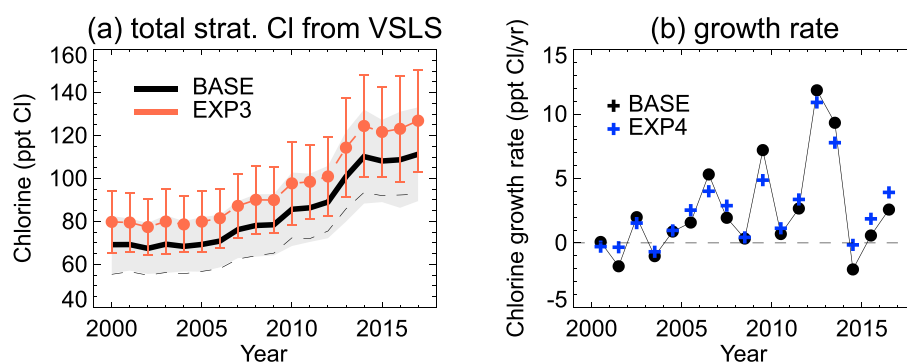 (a) total strat. Cl from VSLS
(b) growth rate
160
140
120
100
80
60
40
Chlorine (ppt Cl)
BASE
EXP3
2000
2005
2010
2015
Year
15
10
5
0
-5
Chlorine growth rate (ppt Cl/yr)
BASE
EXP4
2000
2005
2010
2015
Year